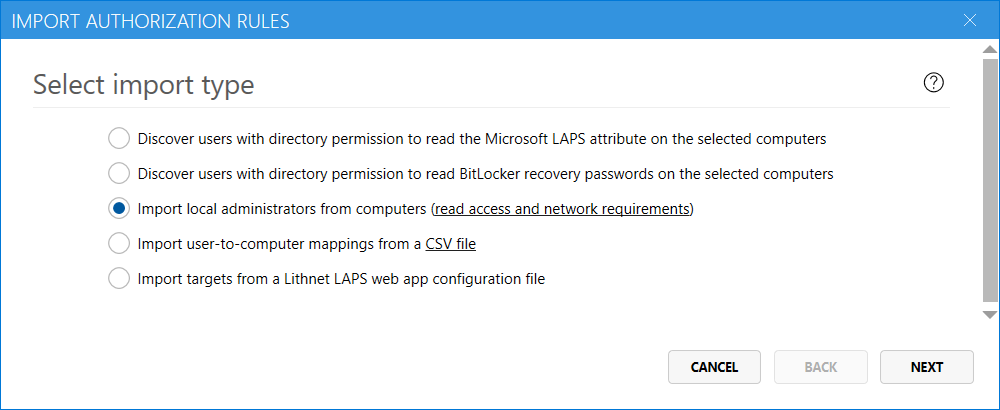 IMPORT AUTHORIZATION RULES
Select import type
Discover users with directory permission to read the Microsoft LAPS attribute on the selected computers
Discover users with directory permission to read BitLocker recovery passwords on the selected computers
Import local administrators from computers (read access and network requirements)
Import user-to-computer mappings from a CSV file
Import targets from a Lithnet LAPS web app configuration file
CANCEL BACK NEXT